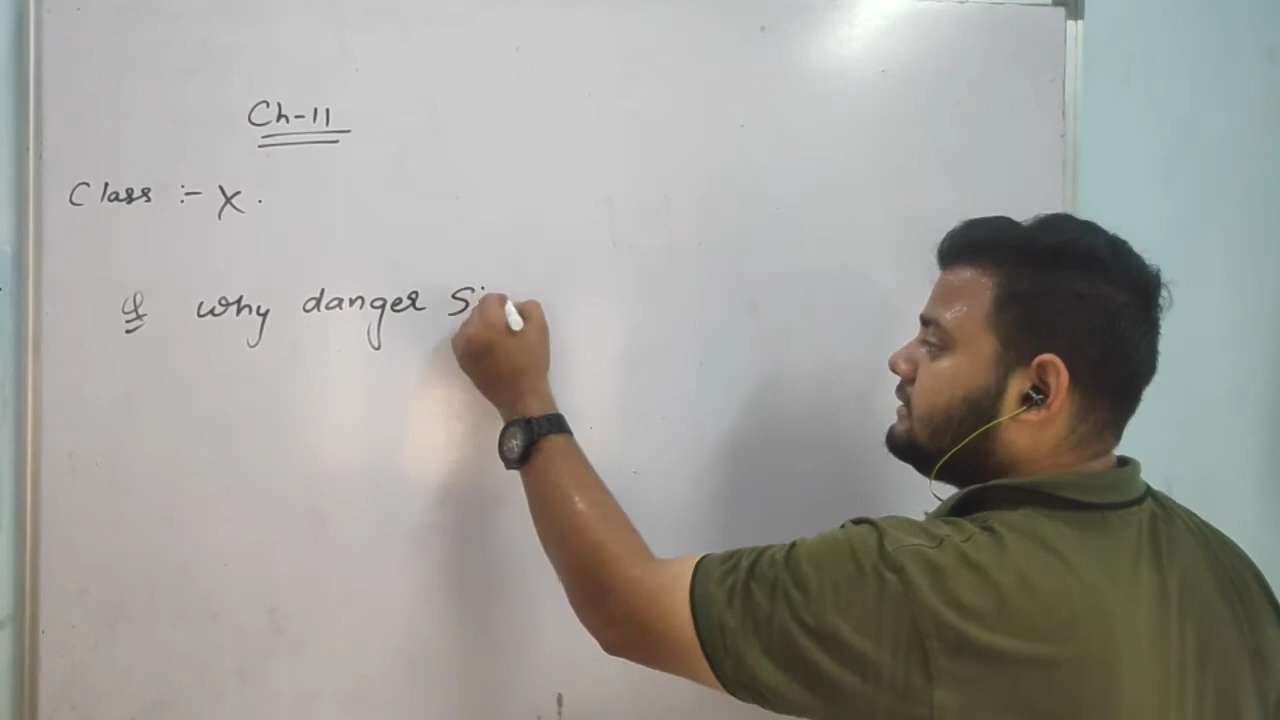 Ch-11
Class :- X.
Q why danger Si